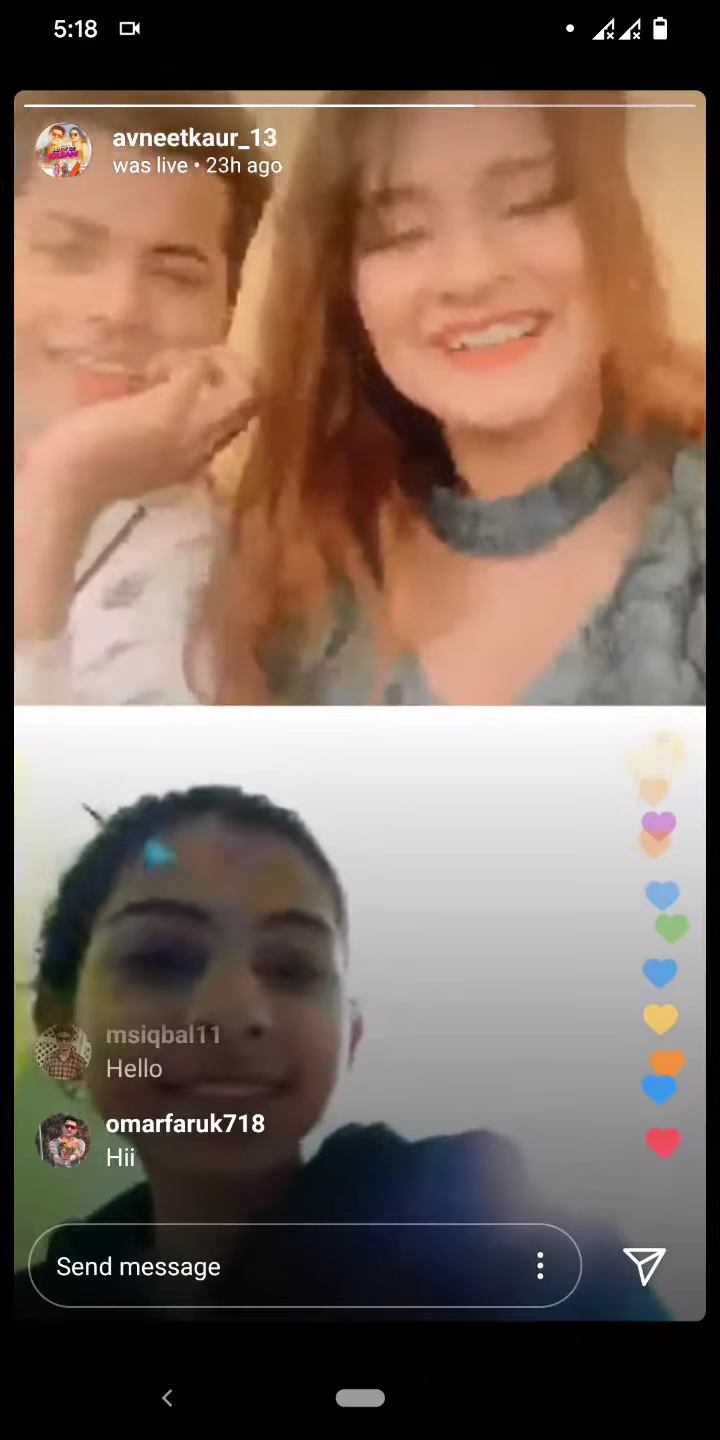 5:18
avneetkaur_13
was live • 23h ago
msiqbal11
Hello
omarfaruk718
Hii
Send message